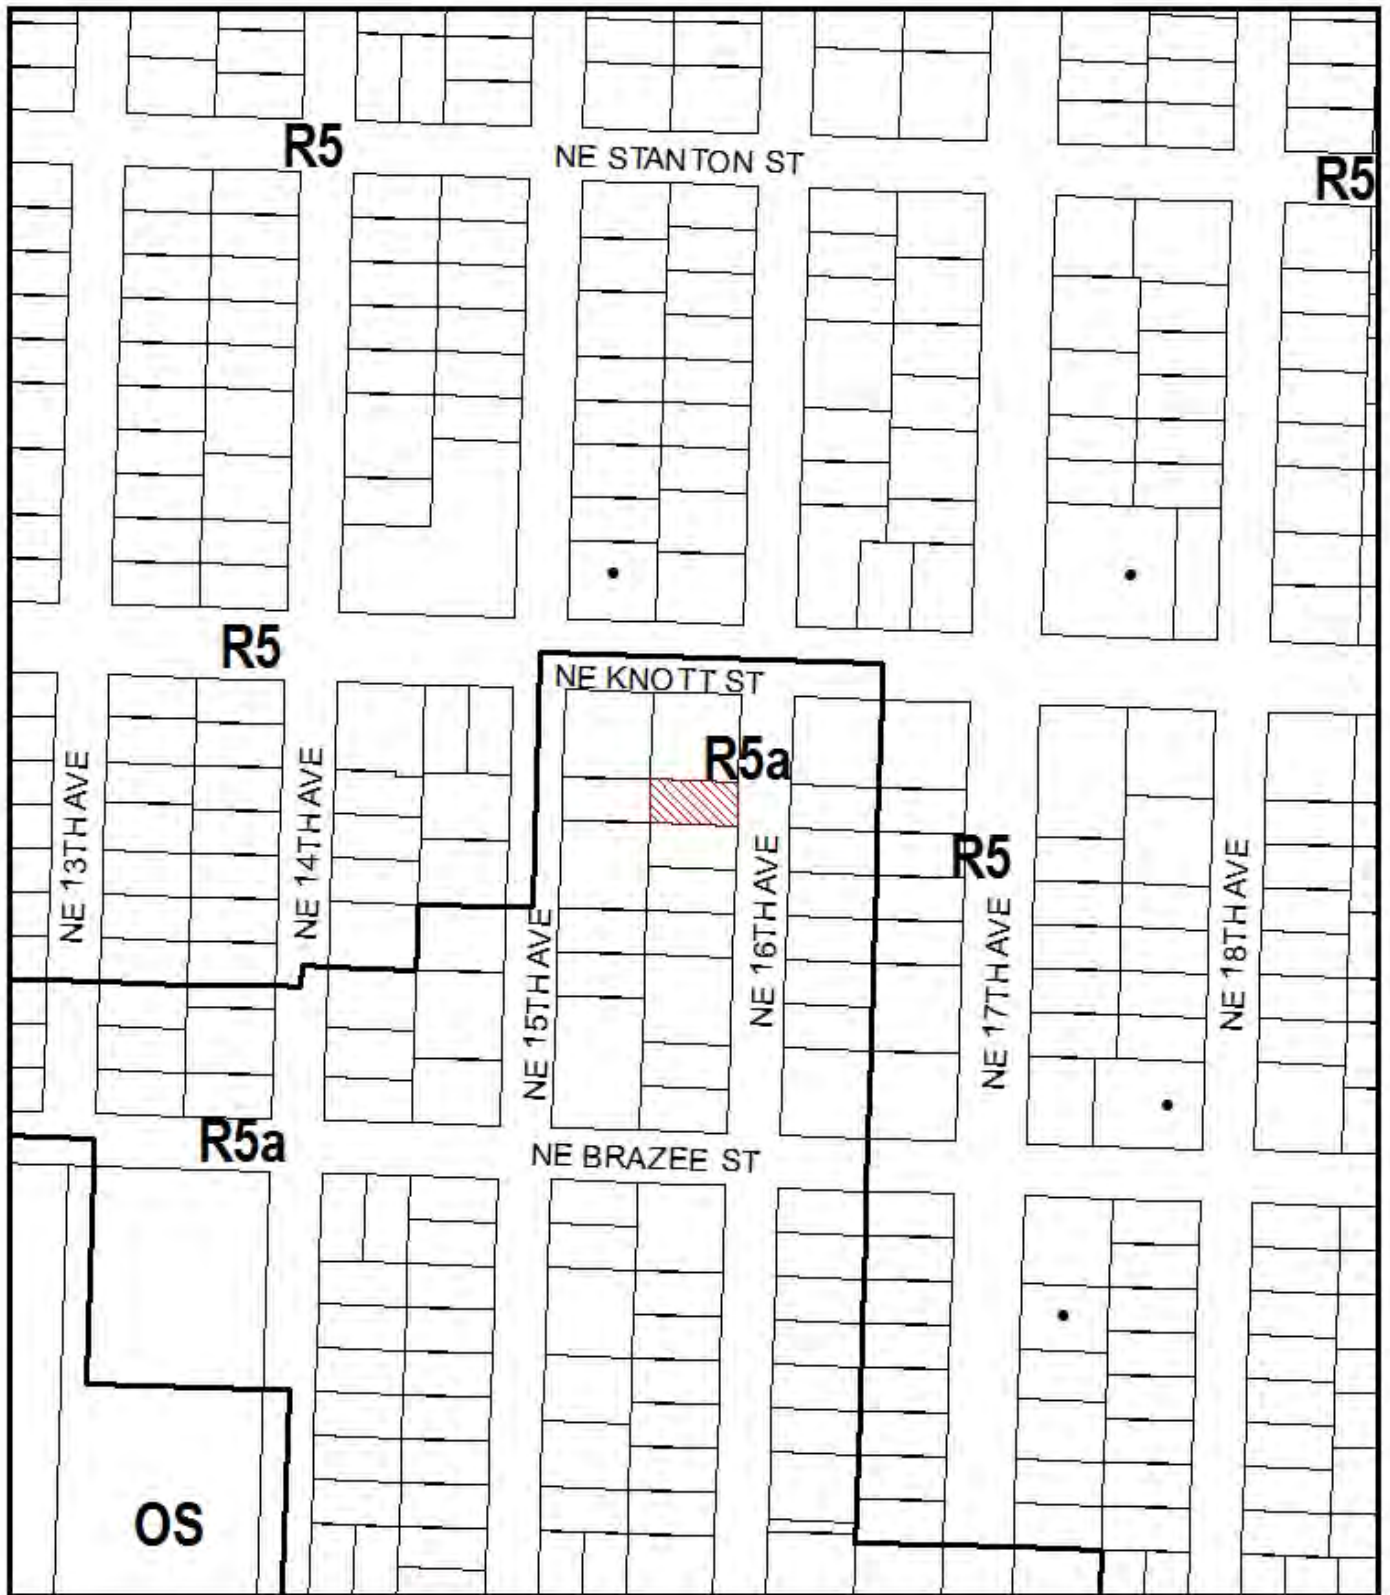 R5
NE STANTON ST
R5
R5
NE KNOTT ST
R5a
NE 13TH AVE
NE 14TH AVE
NE 15TH AVE
NE 16TH AVE
R5
NE 17TH AVE
NE 18TH AVE
R5a
NE BRAZEE ST
OS